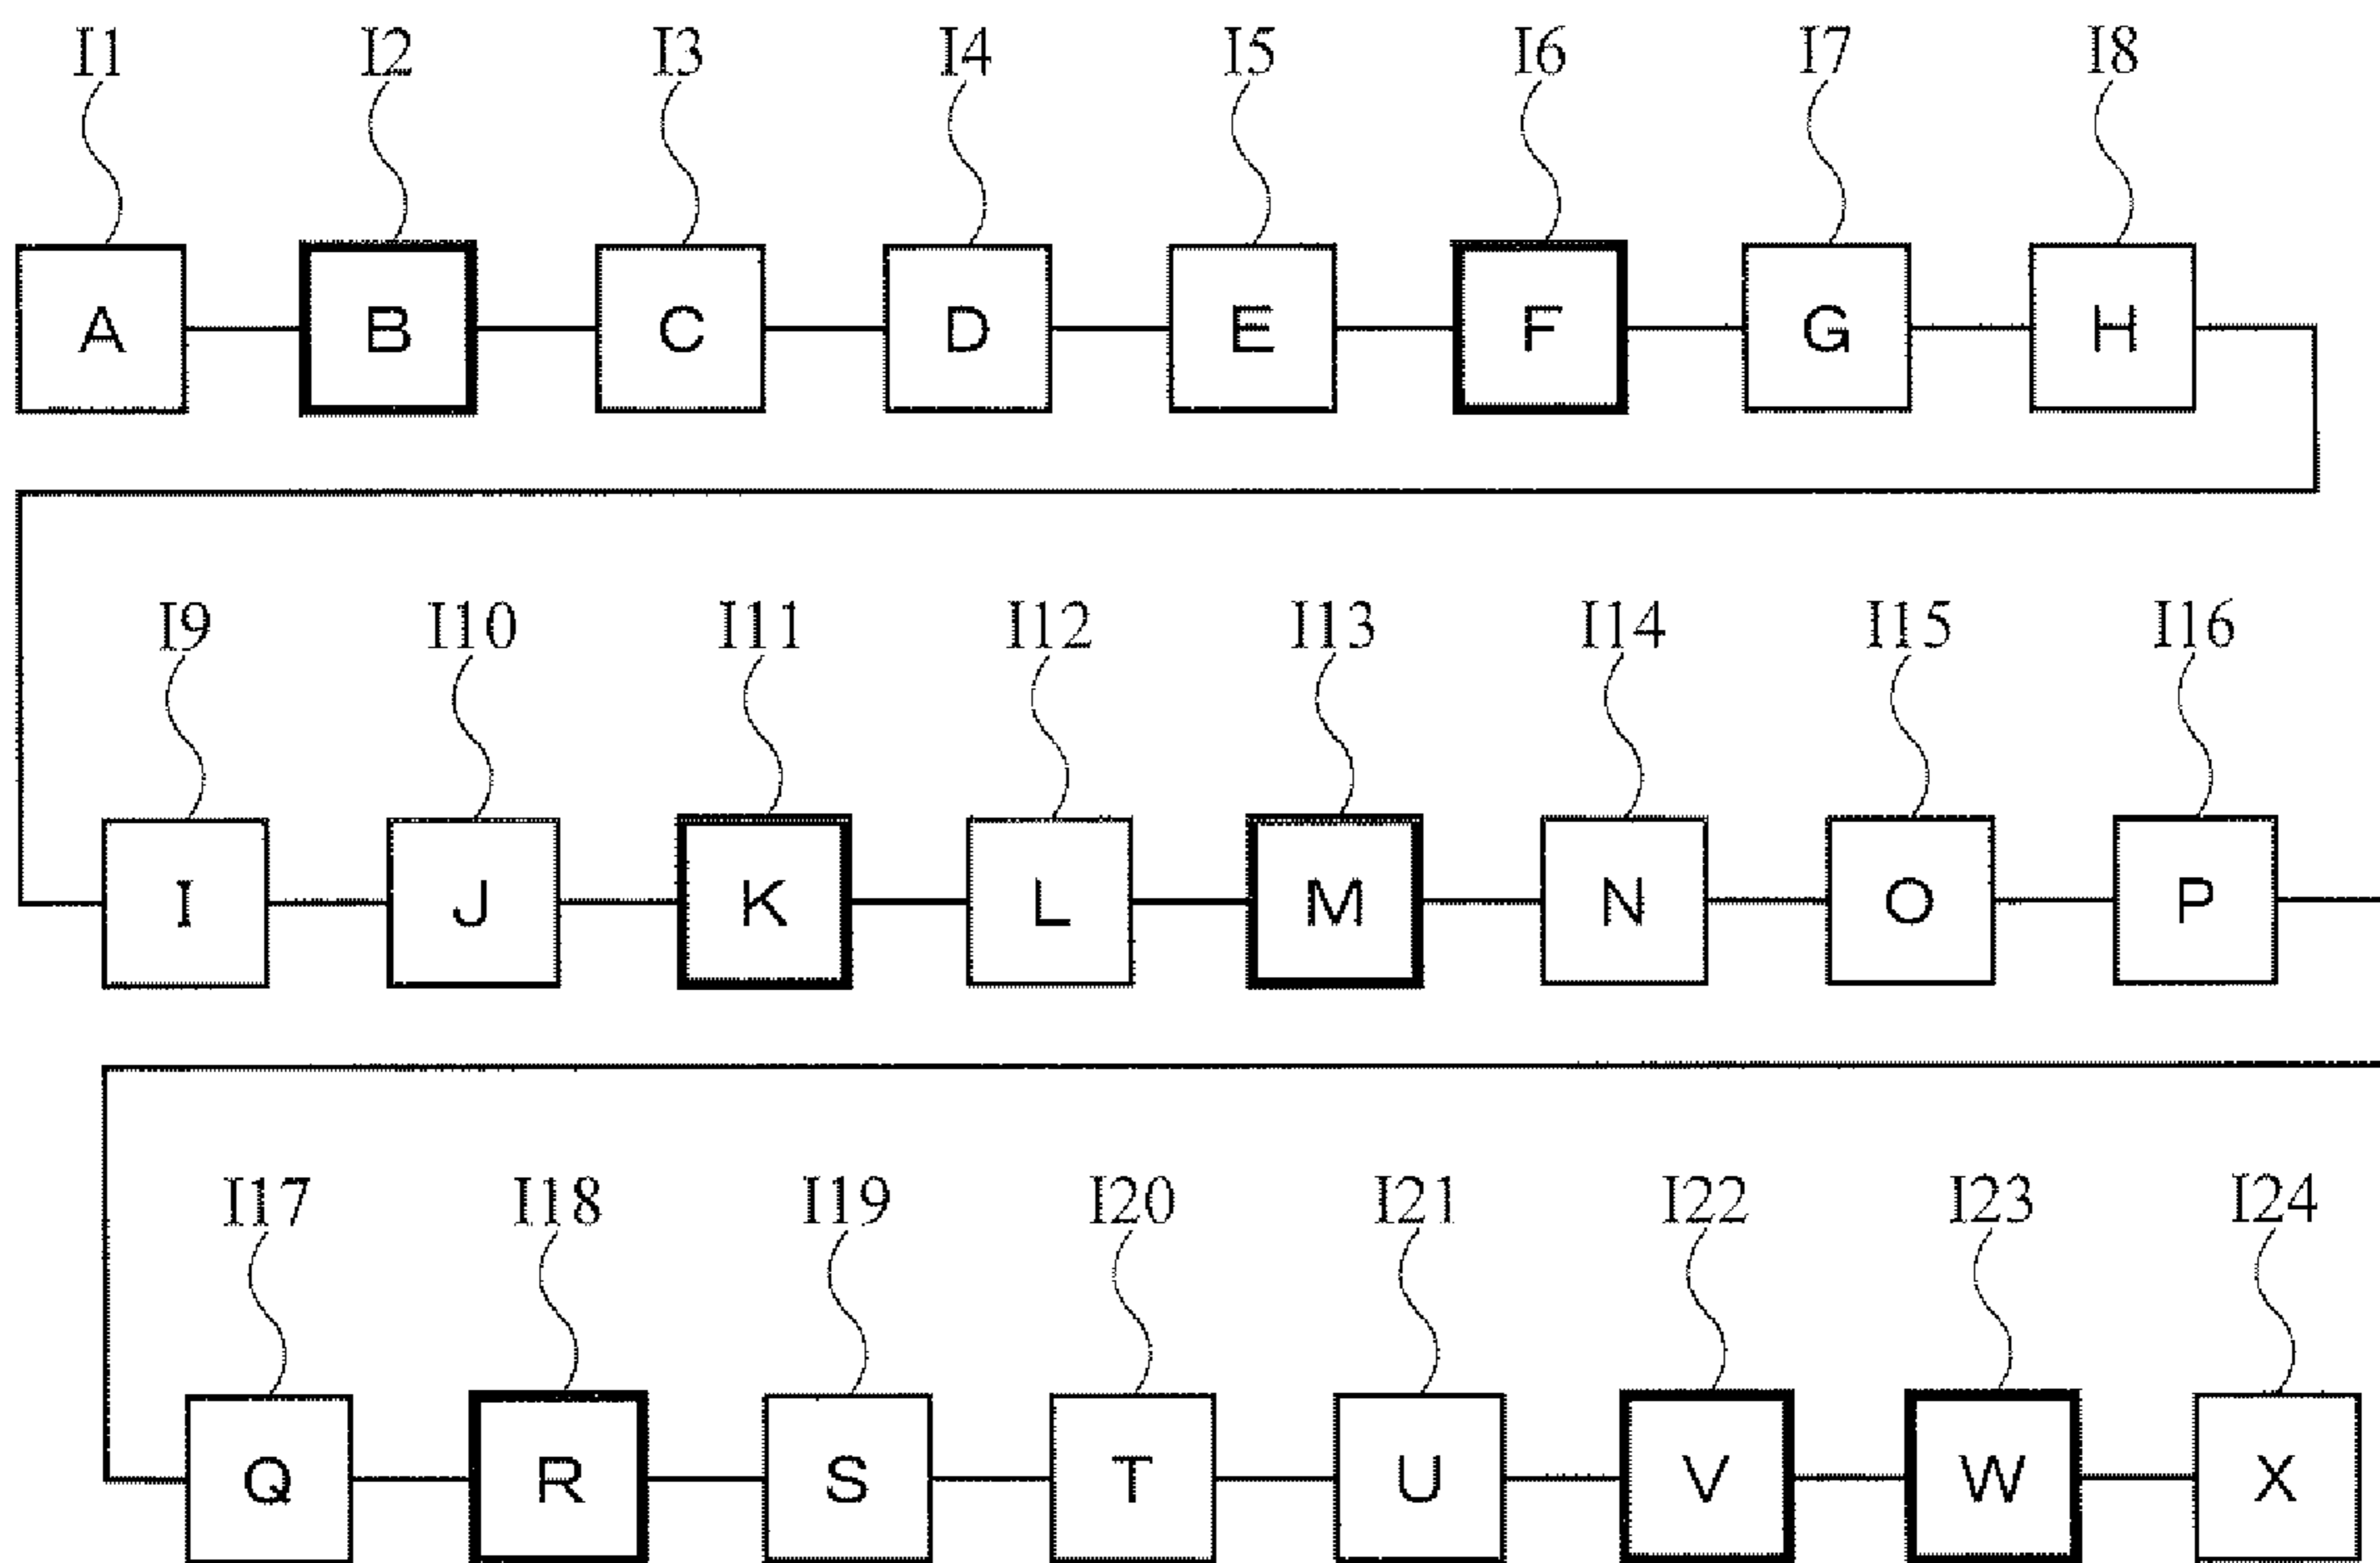 I1 I2 I3 I4 I5 I6 I7 I8
A B C D E F G H
I9 I10 I11 I12 I13 I14 I15 I16
I J K L M N O P
I17 I18 I19 I20 I21 I22 I23 I24
Q R S T U V W X